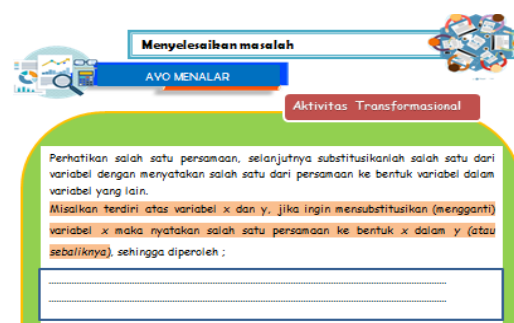 Menyelesaikan masalah
AYO MENALAR
Aktivitas Transformasional
Perhatikan salah satu persamaan, selanjutnya substitusikanlah salah satu dari
variabel dengan menyatakan salah satu dari persamaan ke bentuk variabel dalam
variabel yang lain.
Misalkan terdiri atas variabel x dan y, jika ingin mensubstitusikan (mengganti)
variabel x maka nyatakan salah satu persamaan ke bentuk x dalam y (atau
sebaliknya), sehingga diperoleh ;